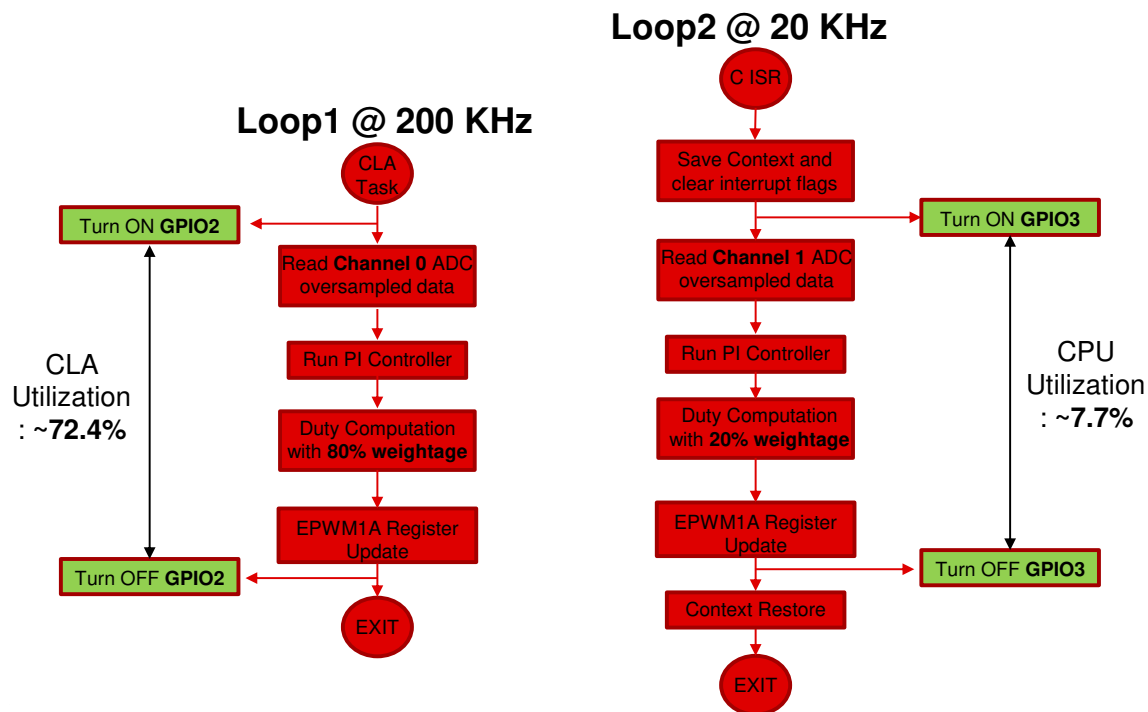 Loop2 @ 20 KHz
C ISR
Loop1 @ 200 KHz
CLA
Task
Save Context and
clear interrupt flags
Turn ON GPIO2
Turn ON GPIO3
Read Channel 0 ADC
oversampled data
Read Channel 1 ADC
oversampled data
Run PI Controller
Run PI Controller
CLA
Utilization
: ~72.4%
CPU
Utilization
: ~7.7%
Duty Computation
with 80% weightage
Duty Computation
with 20% weightage
EPWM1A Register
Update
EPWM1A Register
Update
Turn OFF GPIO2
Turn OFF GPIO3
Context Restore
EXIT
EXIT